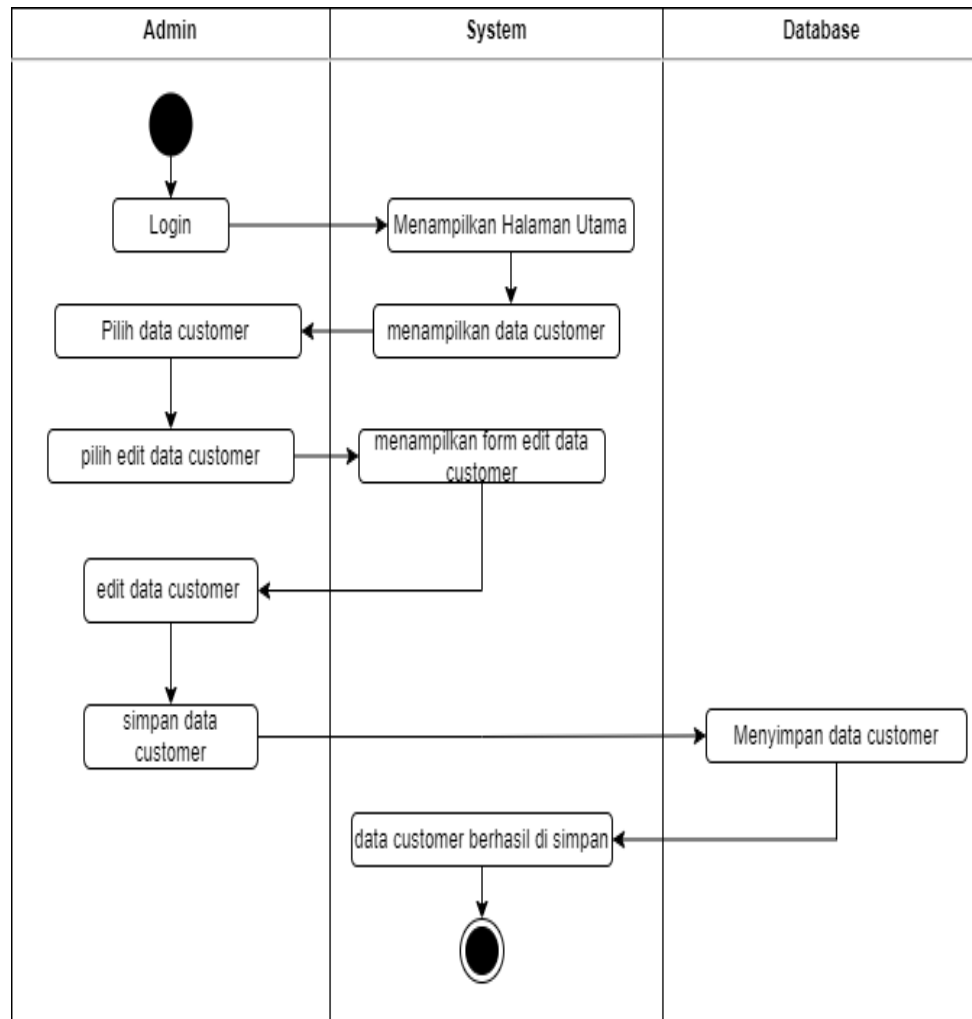 Admin
System
Database
Login
Menampilkan Halaman Utama
Pilih data customer
menampilkan data customer
pilih edit data customer
menampilkan form edit data
customer
edit data customer
simpan data
customer
Menyimpan data customer
data customer berhasil di simpan